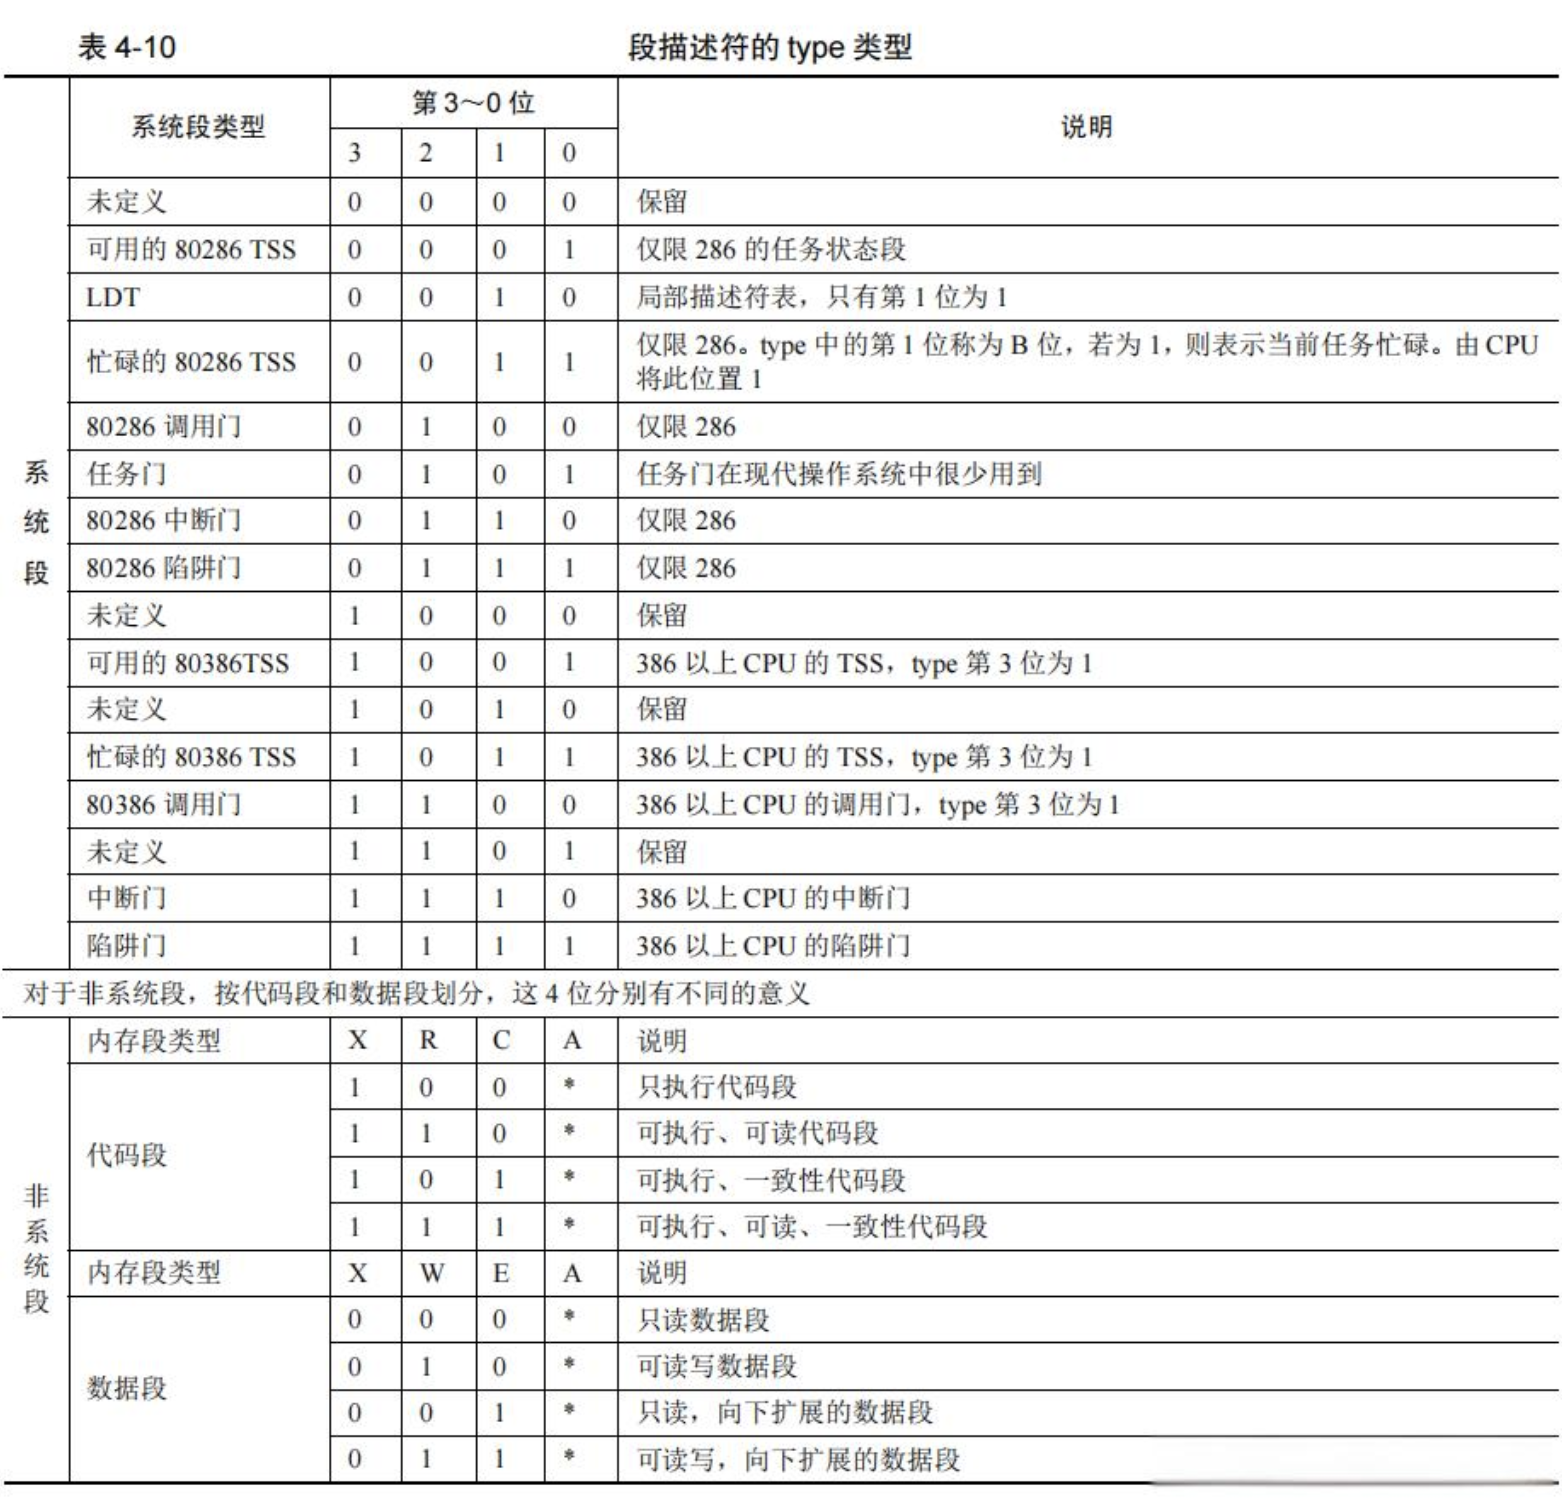 表 4-10 段描述符的 type 类型
系统段类型 第 3～0 位 说明
3 2 1 0
系统段
未定义 0 0 0 0 保留
可用的 80286 TSS 0 0 0 1 仅限 286 的任务状态段
LDT 0 0 1 0 局部描述符表，只有第 1 位为 1
忙碌的 80286 TSS 0 0 1 1 仅限 286。type 中的第 1 位称为 B 位，若为 1，则表示当前任务忙碌。由 CPU
将此位置 1
80286 调用门 0 1 0 0 仅限 286
任务门 0 1 0 1 任务门在现代操作系统中很少用到
80286 中断门 0 1 1 0 仅限 286
80286 陷阱门 0 1 1 1 仅限 286
未定义 1 0 0 0 保留
可用的 80386TSS 1 0 0 1 386 以上 CPU 的 TSS，type 第 3 位为 1
未定义 1 0 1 0 保留
忙碌的 80386 TSS 1 0 1 1 386 以上 CPU 的 TSS，type 第 3 位为 1
80386 调用门 1 1 0 0 386 以上 CPU 的调用门，type 第 3 位为 1
未定义 1 1 0 1 保留
中断门 1 1 1 0 386 以上 CPU 的中断门
陷阱门 1 1 1 1 386 以上 CPU 的陷阱门
对于非系统段，按代码段和数据段划分，这 4 位分别有不同的意义
非系统段
内存段类型 X R C A 说明
代码段
1 0 0 * 只执行代码段
1 1 0 * 可执行、可读代码段
1 0 1 * 可执行、一致性代码段
1 1 1 * 可执行、可读、一致性代码段
内存段类型 X W E A 说明
数据段
0 0 0 * 只读数据段
0 1 0 * 可读写数据段
0 0 1 * 只读，向下扩展的数据段
0 1 1 * 可读写，向下扩展的数据段